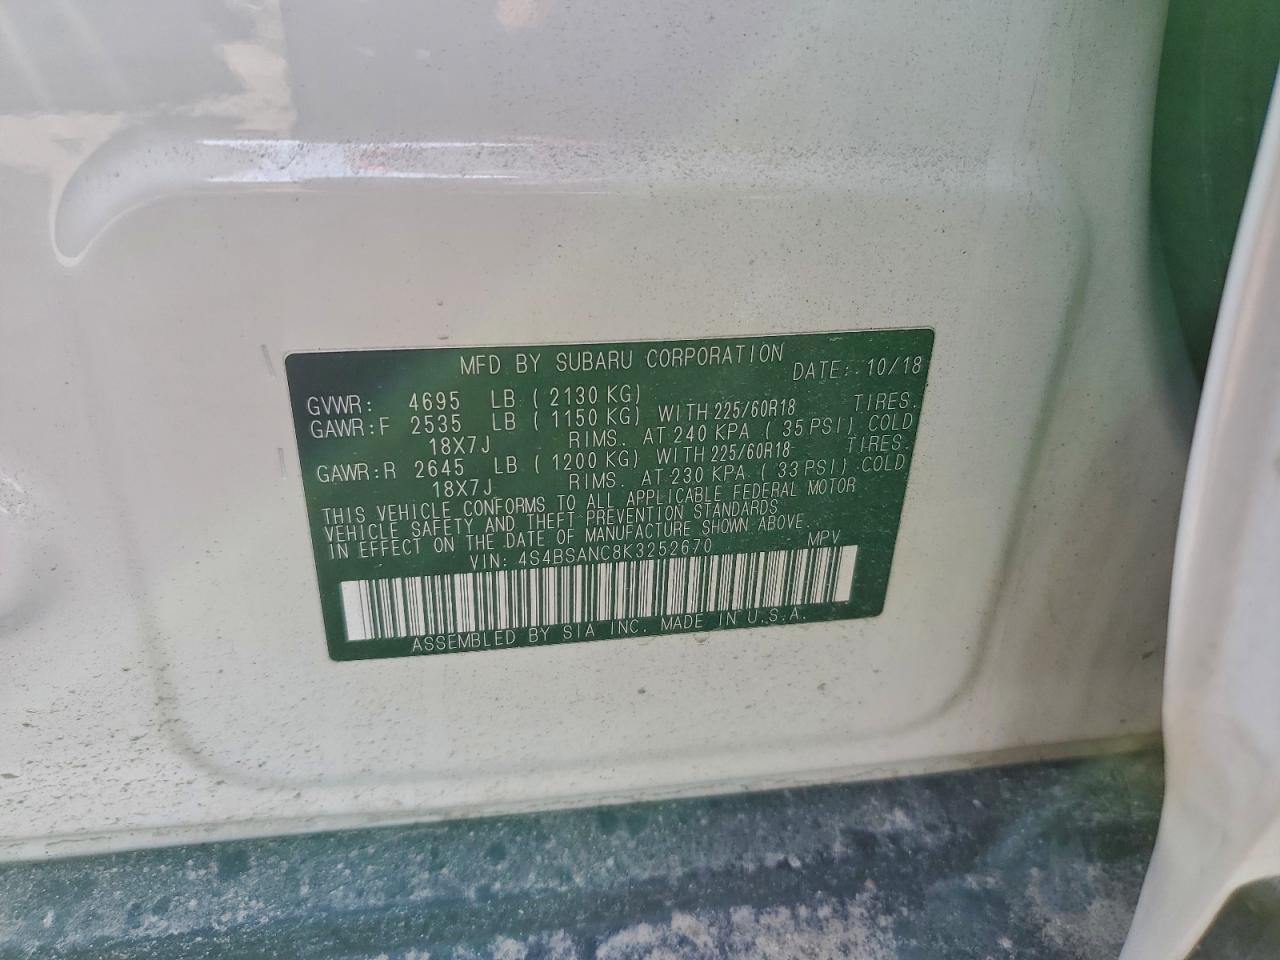 MFD BY SUBARU CORPORATION
DATE: 10/18
GVWR: 4695 LB ( 2130 KG)
GAWR:F 2535 LB ( 1150 KG) WITH 225/60R18 TIRES.
18X7J RIMS. AT 240 KPA ( 35 PSI) COLD
GAWR:R 2645 LB ( 1200 KG) WITH 225/60R18 TIRES.
18X7J RIMS. AT 230 KPA ( 33 PSI) COLD
THIS VEHICLE CONFORMS TO ALL APPLICABLE FEDERAL MOTOR
VEHICLE SAFETY AND THEFT PREVENTION STANDARDS
IN EFFECT ON THE DATE OF MANUFACTURE SHOWN ABOVE.
VIN: 4S4BSANC8K3252670 MPV
ASSEMBLED BY SIA INC. MADE IN U.S.A.